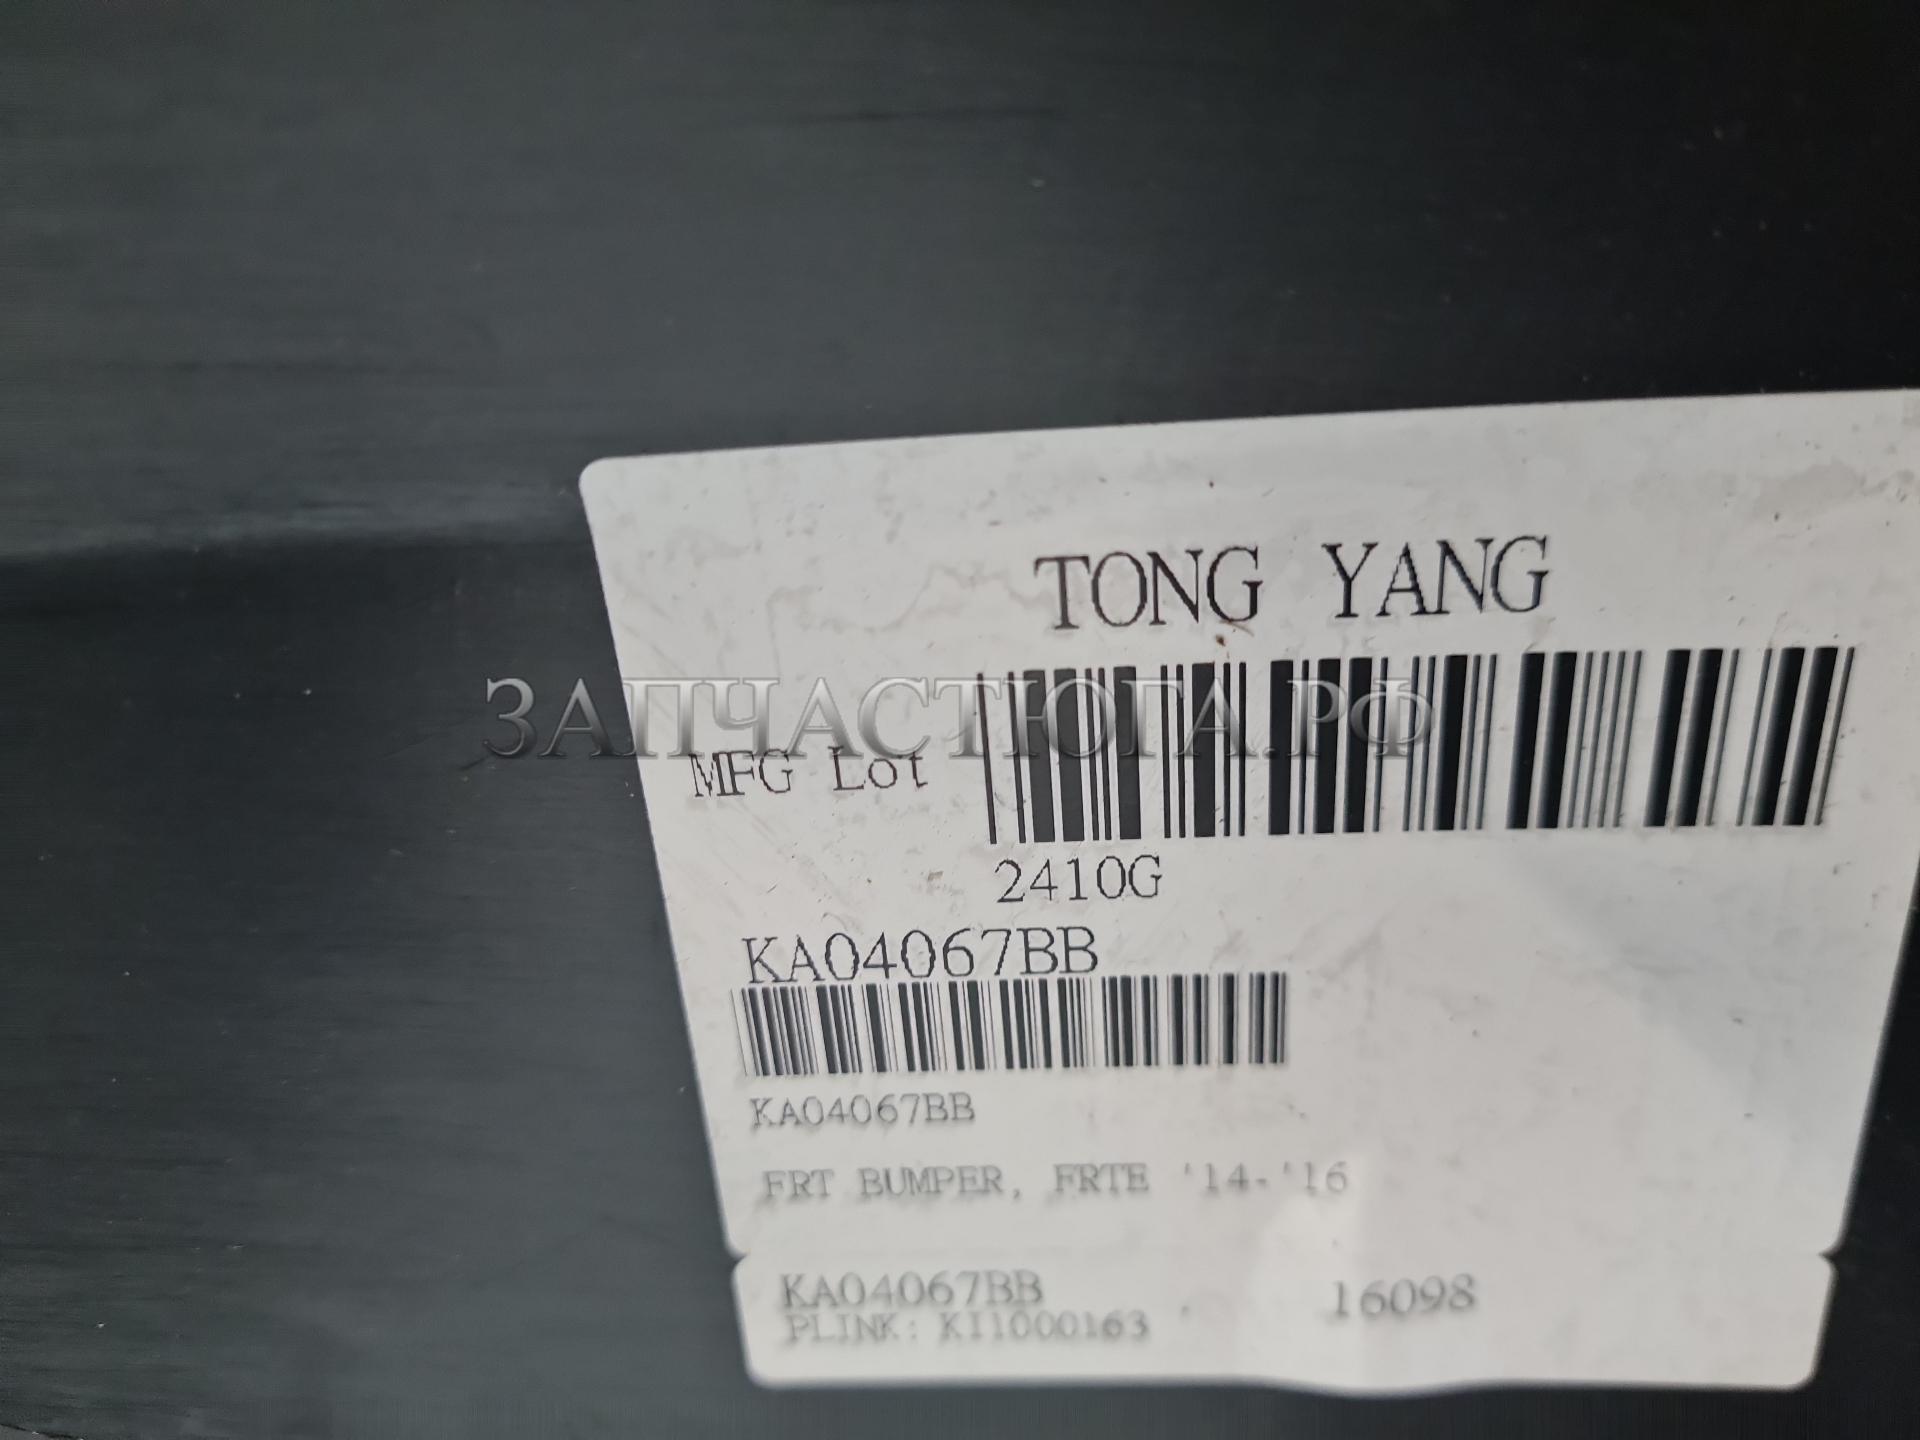 TONG YANG
ЗАПЧАСТЮГА.РФ
MFG Lot
2410G
KA04067BB
KA04067BB
FRT BUMPER, FRTE '14-'16
KA04067BB 16098
PLINK: KI1000163